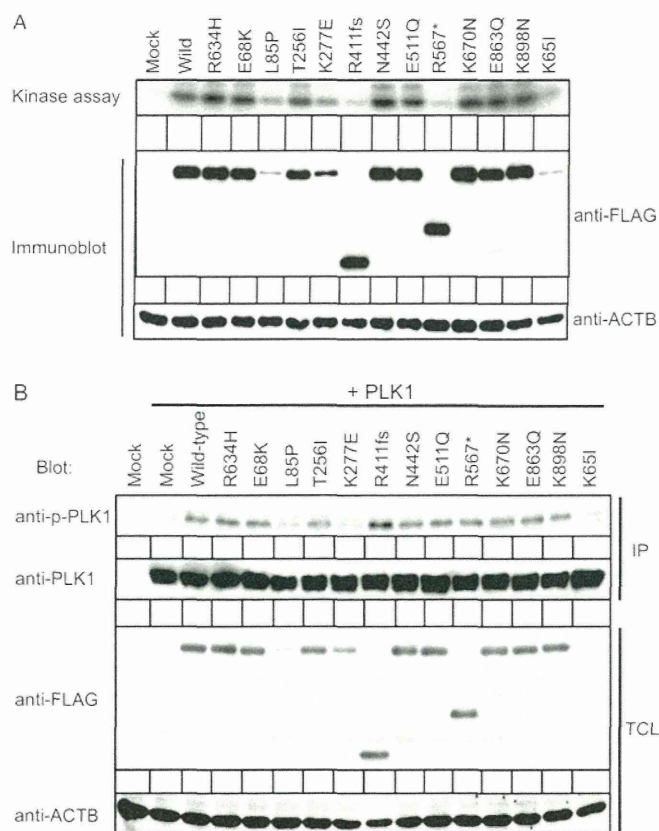 A
Mock
Wild
R634H
E68K
L85P
T256I
K277E
R411fs
N442S
E511Q
R567*
K670N
E863Q
K898N
K65I
Kinase assay
Immunoblot
anti-FLAG
anti-ACTB
B
+ PLK1
Blot:
Mock
Mock
Wild-type
R634H
E68K
L85P
T256I
K277E
R411fs
N442S
E511Q
R567*
K670N
E863Q
K898N
K65I
anti-p-PLK1
anti-PLK1
IP
anti-FLAG
TCL
anti-ACTB